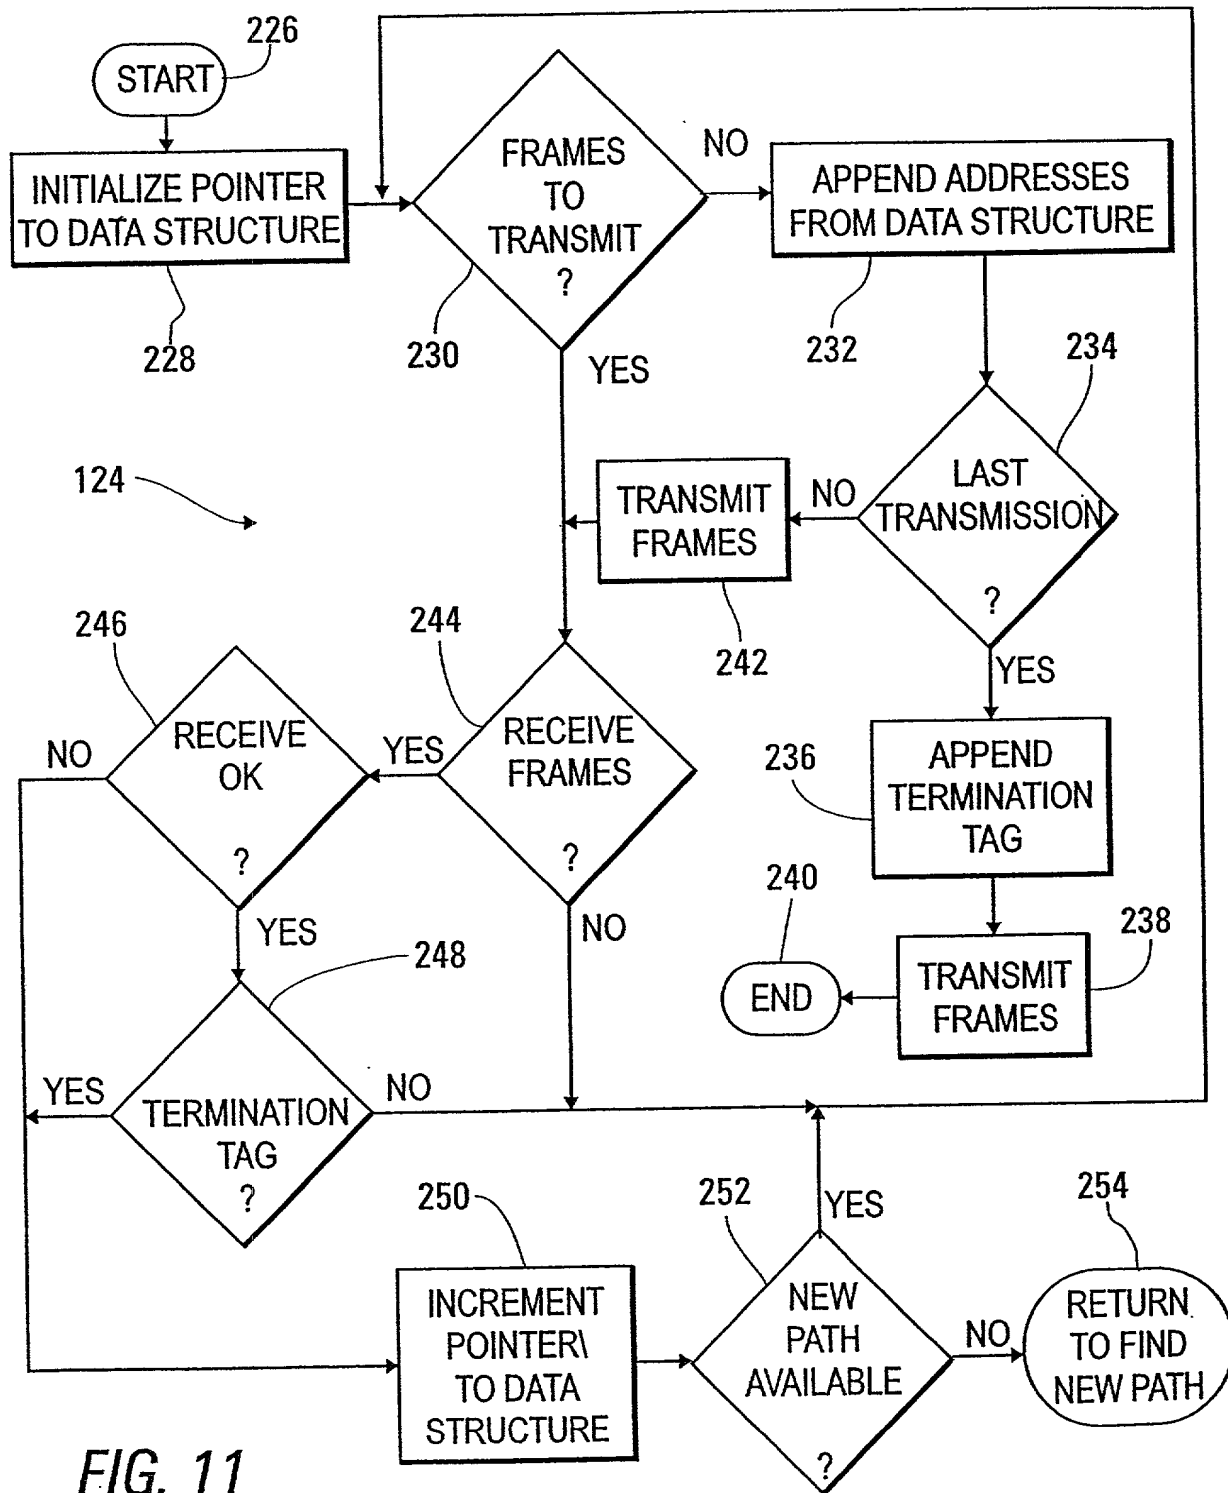 226
START
INITIALIZE POINTER
TO DATA STRUCTURE
228
FRAMES
TO
TRANSMIT
?
230
NO
YES
APPEND ADDRESSES
FROM DATA STRUCTURE
232
234
LAST
TRANSMISSION
?
NO
YES
TRANSMIT
FRAMES
242
124
236
APPEND
TERMINATION
TAG
238
TRANSMIT
FRAMES
240
END
244
RECEIVE
FRAMES
?
YES
NO
246
RECEIVE
OK
?
NO
YES
248
TERMINATION
TAG
?
YES
NO
250
INCREMENT
POINTER\
TO DATA
STRUCTURE
252
NEW
PATH
AVAILABLE
?
YES
NO
254
RETURN
TO FIND
NEW PATH
FIG. 11